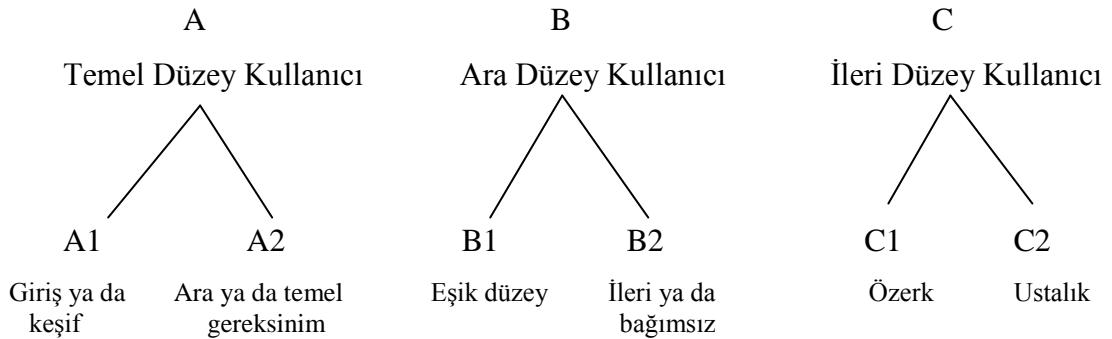 A B C
Temel Düzey Kullanıcı Ara Düzey Kullanıcı İleri Düzey Kullanıcı
A1 A2 B1 B2 C1 C2
Giriş ya da Ara ya da temel Eşik düzey İleri ya da Özerk Ustalık
keşif gereksinim bağımsız